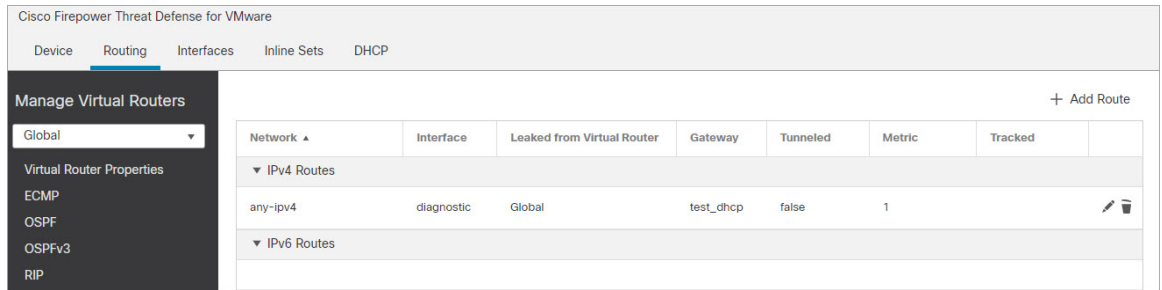 Cisco Firepower Threat Defense for VMware
Device Routing Interfaces Inline Sets DHCP
Manage Virtual Routers
Global
Virtual Router Properties
ECMP
OSPF
OSPFv3
RIP
+ Add Route
Network Interface Leaked from Virtual Router Gateway Tunneled Metric Tracked
IPv4 Routes
any-ipv4 diagnostic Global test_dhcp false 1
IPv6 Routes